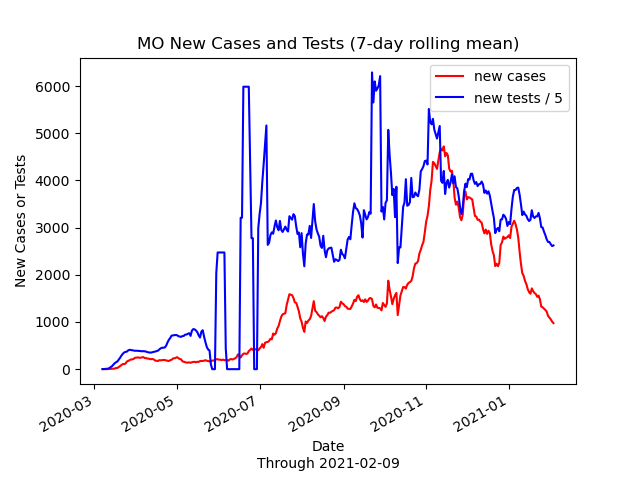 MO New Cases and Tests (7-day rolling mean)
new cases
new tests / 5
New Cases or Tests
6000
5000
4000
3000
2000
1000
0
2020-03
2020-05
2020-07
2020-09
2020-11
2021-01
Date
Through 2021-02-09